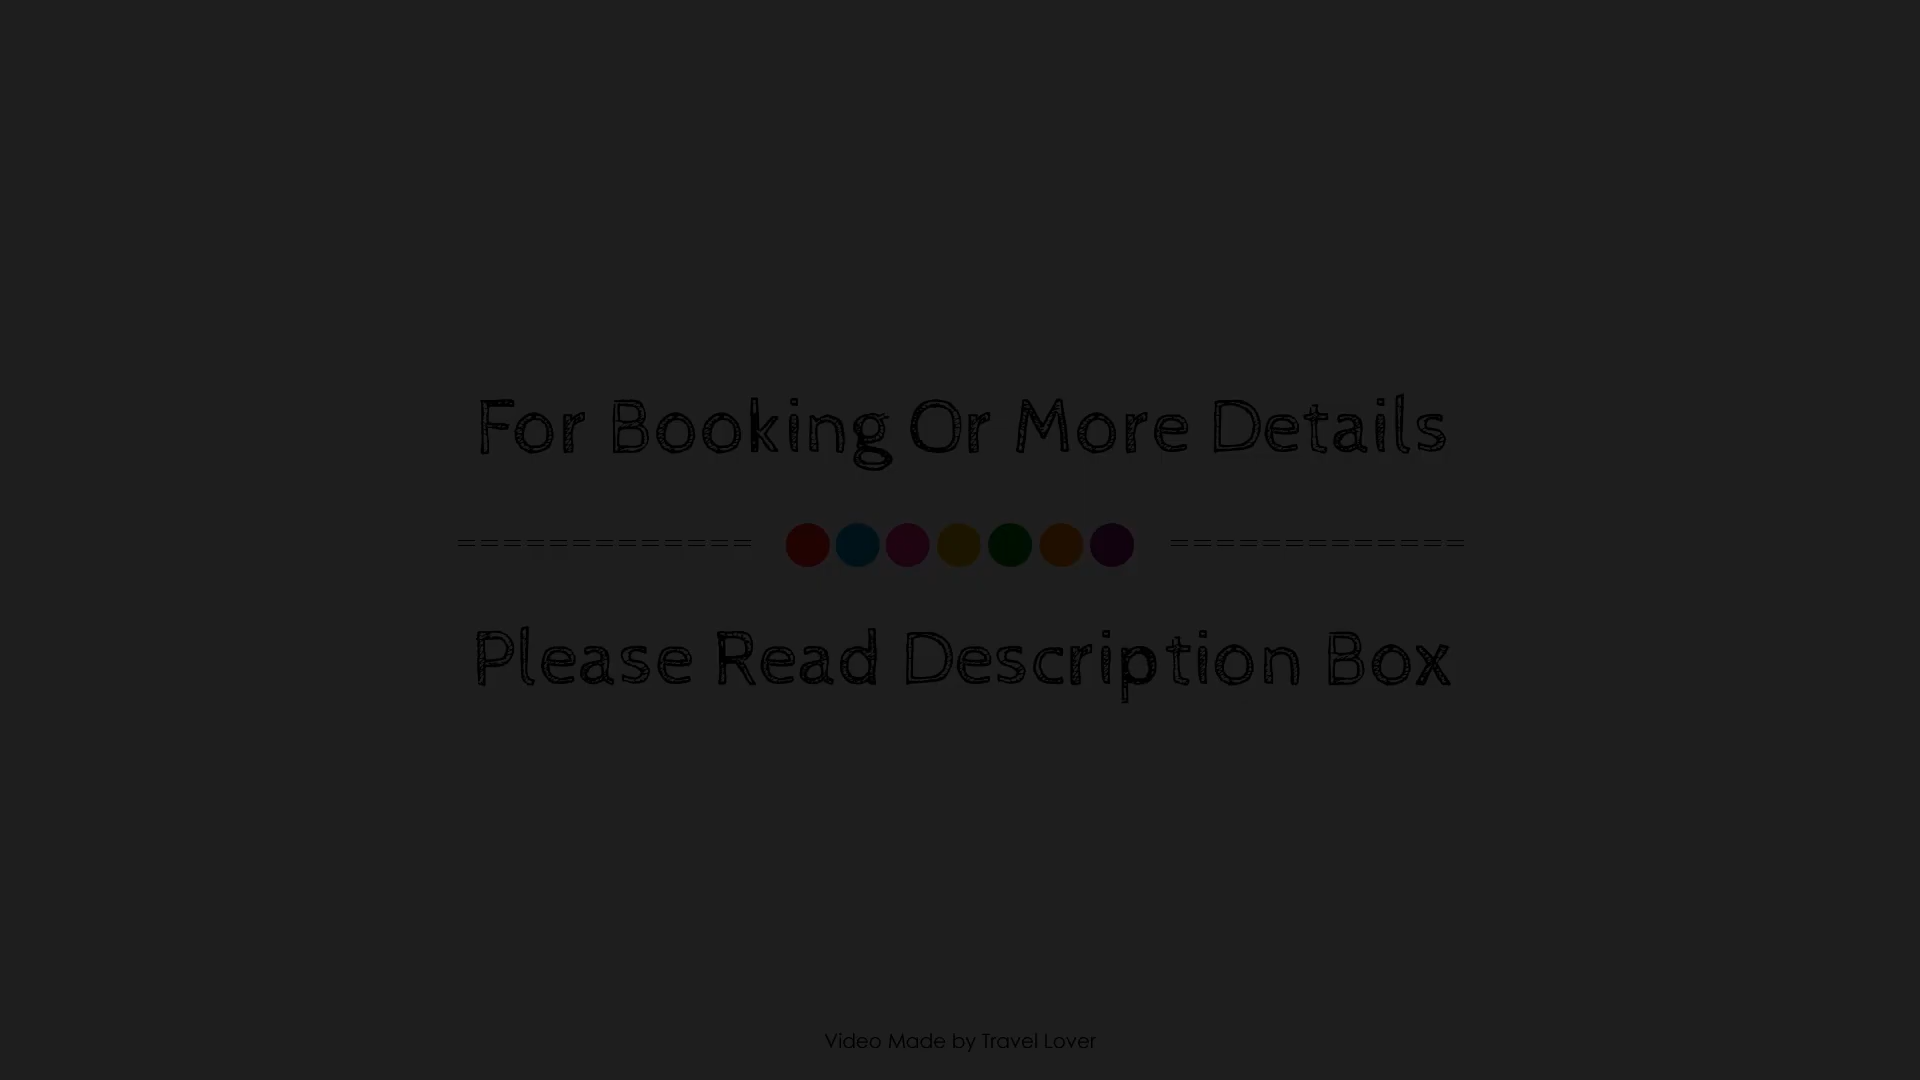 For Booking Or More Details
============= =============
Please Read Description Box
Video Made by Travel Lover